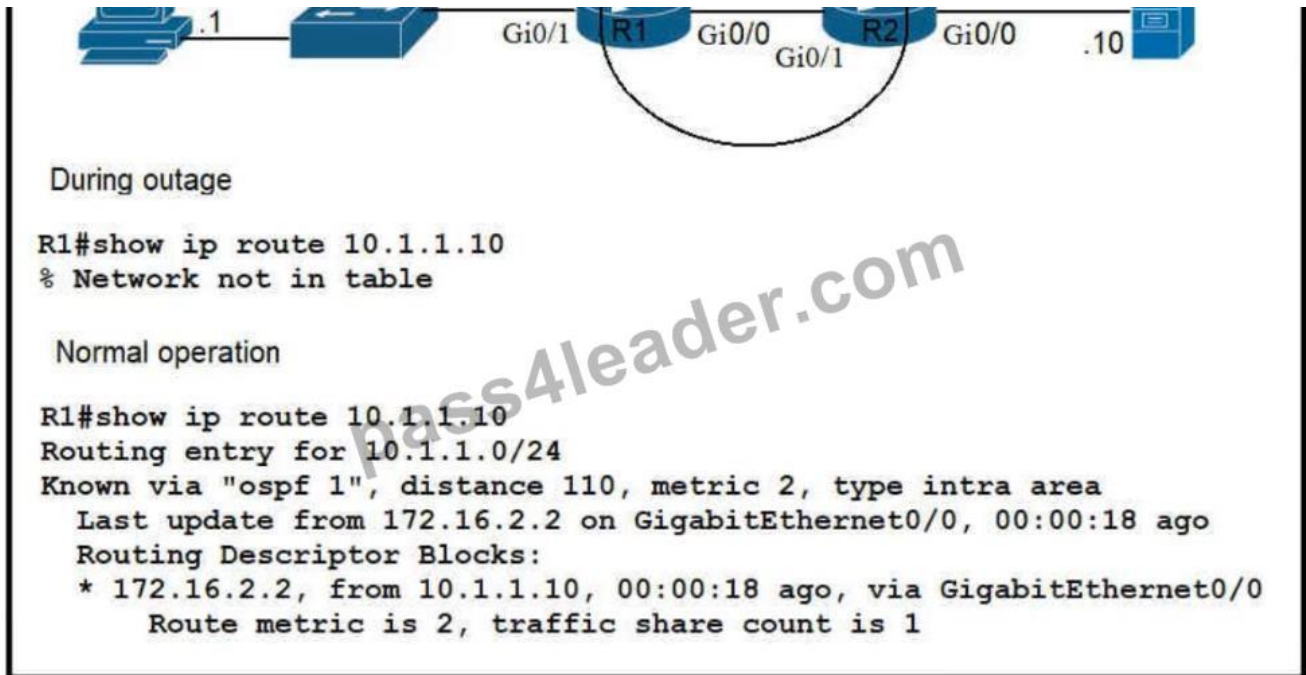 .1
Gi0/1 R1 Gi0/0 R2 Gi0/0 .10
Gi0/1
During outage
R1#show ip route 10.1.1.10
% Network not in table
Normal operation
R1#show ip route 10.1.1.10
Routing entry for 10.1.1.0/24
Known via "ospf 1", distance 110, metric 2, type intra area
Last update from 172.16.2.2 on GigabitEthernet0/0, 00:00:18 ago
Routing Descriptor Blocks:
* 172.16.2.2, from 10.1.1.10, 00:00:18 ago, via GigabitEthernet0/0
Route metric is 2, traffic share count is 1
pass4leader.com